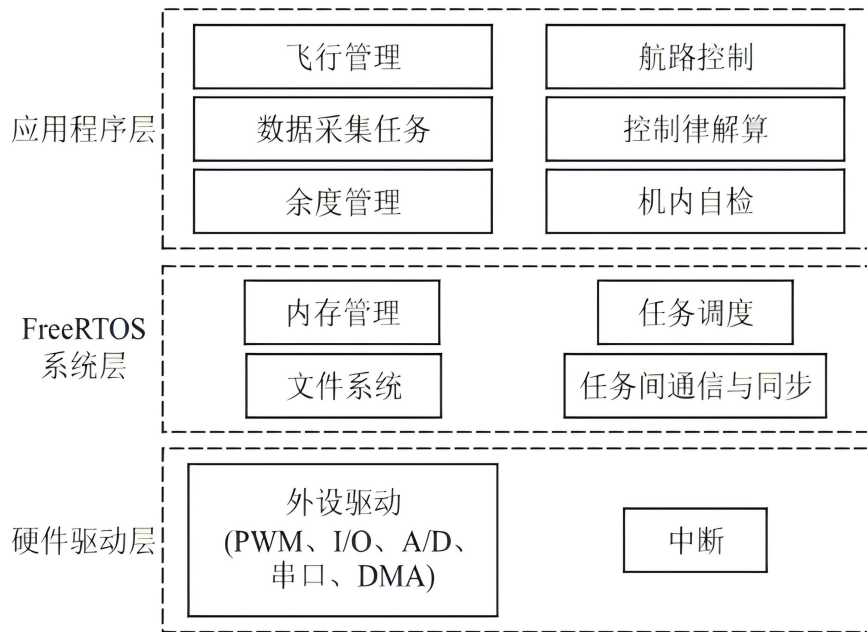 应用程序层
飞行管理
航路控制
数据采集任务
控制律解算
余度管理
机内自检
FreeRTOS
系统层
内存管理
任务调度
文件系统
任务间通信与同步
硬件驱动层
外设驱动
(PWM、I/O、A/D、
串口、DMA)
中断